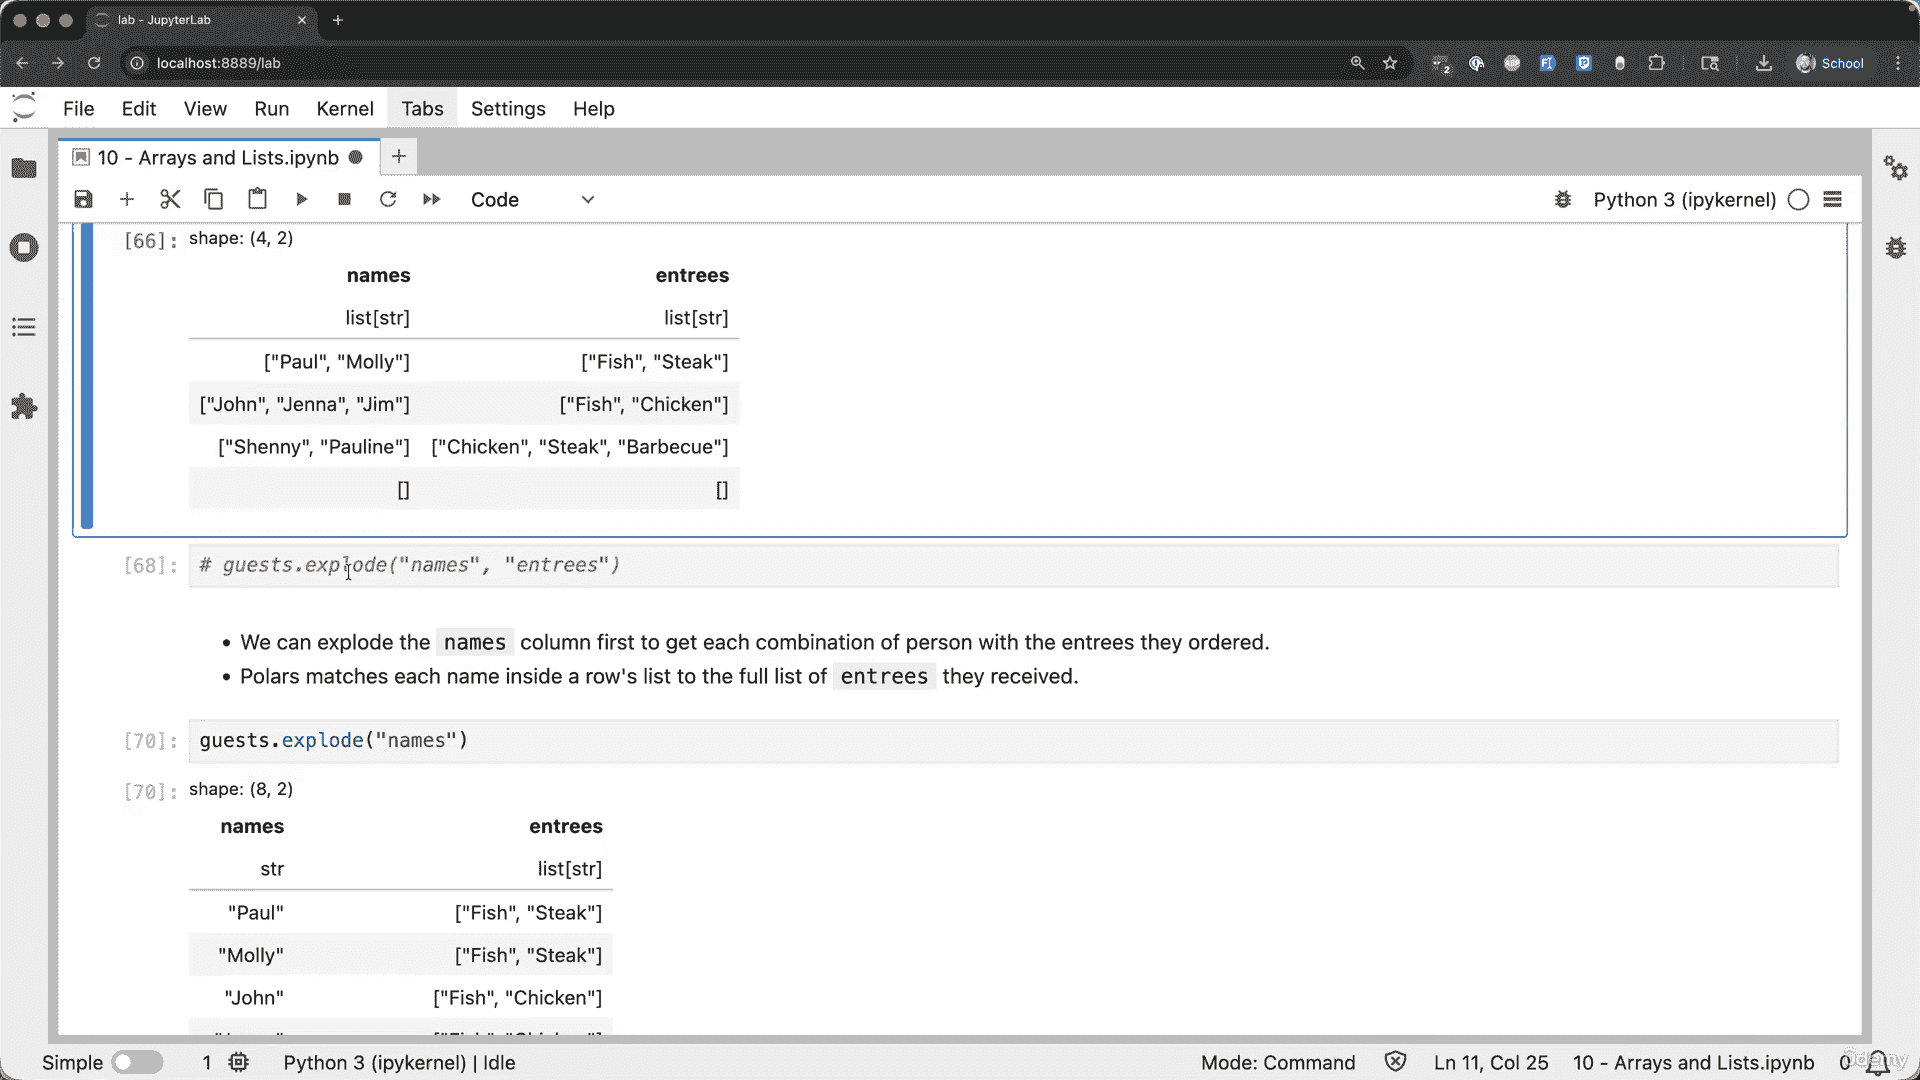 lab - JupyterLab
localhost:8889/lab
2
School
File Edit View Run Kernel Tabs Settings Help
10 - Arrays and Lists.ipynb
Code
Python 3 (ipykernel)
[66]: shape: (4, 2)
names entrees
list[str] list[str]
["Paul", "Molly"] ["Fish", "Steak"]
["John", "Jenna", "Jim"] ["Fish", "Chicken"]
["Shenny", "Pauline"] ["Chicken", "Steak", "Barbecue"]
[] []
[68]: # guests.explode("names", "entrees")
• We can explode the names column first to get each combination of person with the entrees they ordered.
• Polars matches each name inside a row's list to the full list of entrees they received.
[70]: guests.explode("names")
[70]: shape: (8, 2)
names entrees
str list[str]
"Paul" ["Fish", "Steak"]
"Molly" ["Fish", "Steak"]
"John" ["Fish", "Chicken"]
Simple 1 Python 3 (ipykernel) | Idle Mode: Command Ln 11, Col 25 10 - Arrays and Lists.ipynb 0